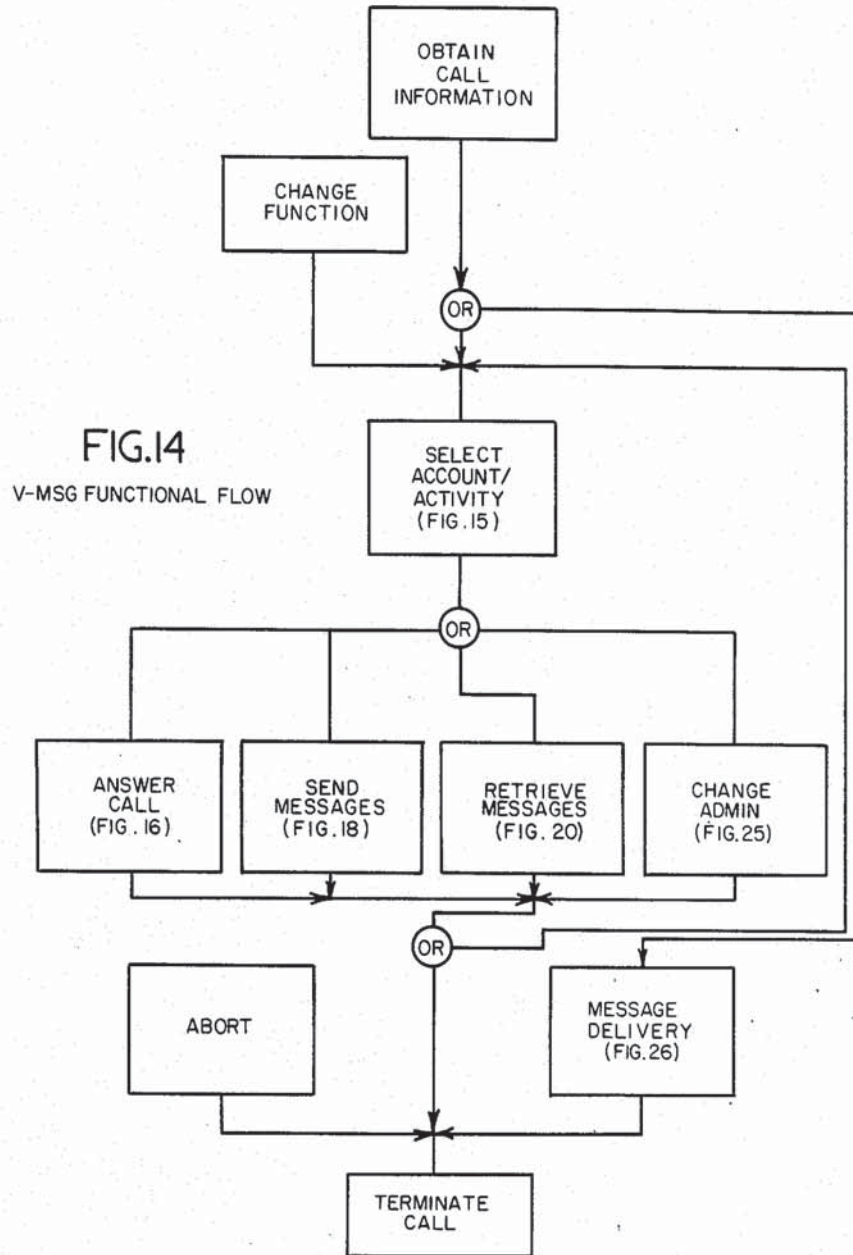 OBTAIN
CALL
INFORMATION
CHANGE
FUNCTION
OR
FIG.14
V-MSG FUNCTIONAL FLOW
SELECT
ACCOUNT/
ACTIVITY
(FIG.15)
OR
ANSWER
CALL
(FIG.16)
SEND
MESSAGES
(FIG.18)
RETRIEVE
MESSAGES
(FIG. 20)
CHANGE
ADMIN
(FIG.25)
OR
ABORT
MESSAGE
DELIVERY
(FIG.26)
TERMINATE
CALL